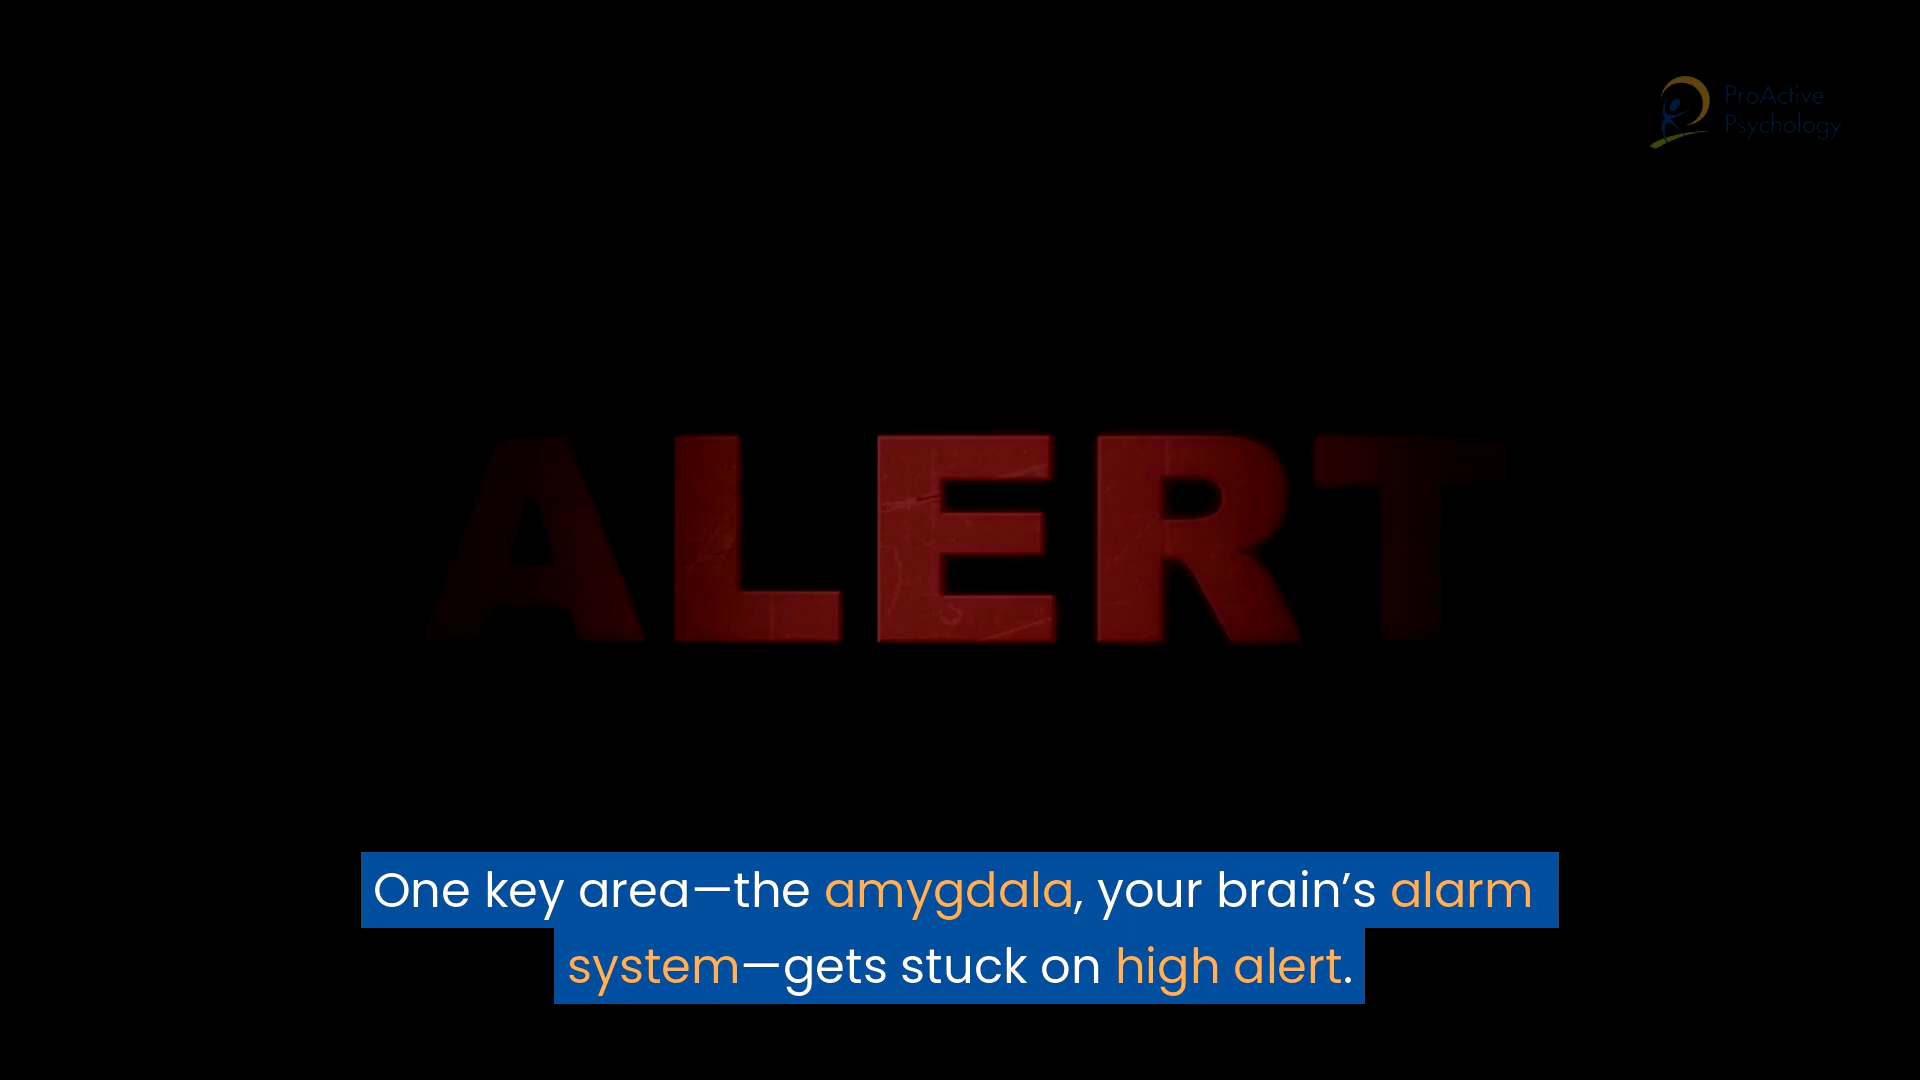 ProActive
Psychology
ALERT
One key area—the amygdala, your brain’s alarm
system—gets stuck on high alert.